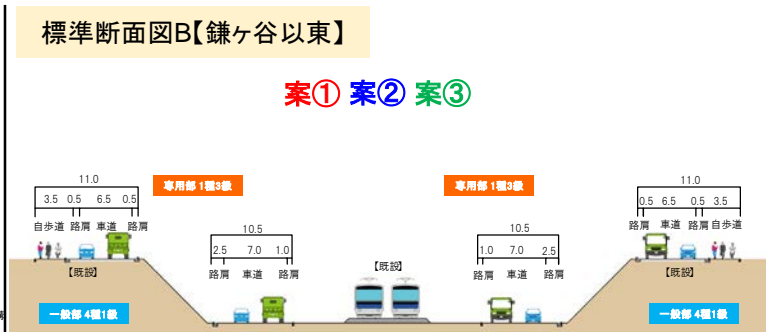 標準断面図B【鎌ヶ谷以東】
案① 案② 案③
11.0
3.5 0.5 6.5 0.5
自歩道 路肩 車道 路肩
【既設】
一般部 4種1級
専用部 1種3級
10.5
2.5 7.0 1.0
路肩 車道 路肩
【既設】
専用部 1種3級
10.5
1.0 7.0 2.5
路肩 車道 路肩
11.0
0.5 6.5 0.5 3.5
路肩 車道 路肩 自歩道
【既設】
一般部 4種1級